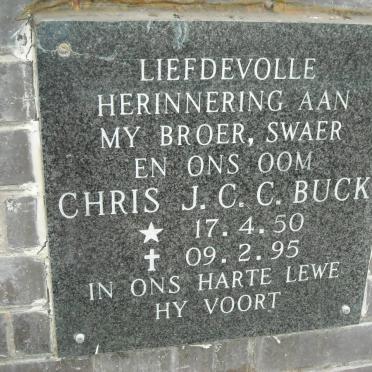 LIEFDEVOLLE
HERINNERING AAN
MY BROER, SWAER
EN ONS OOM
CHRIS J. C. C. BUCK
★ 17. 4. 50
✝ 09. 2. 95
IN ONS HARTE LEWE
HY VOORT